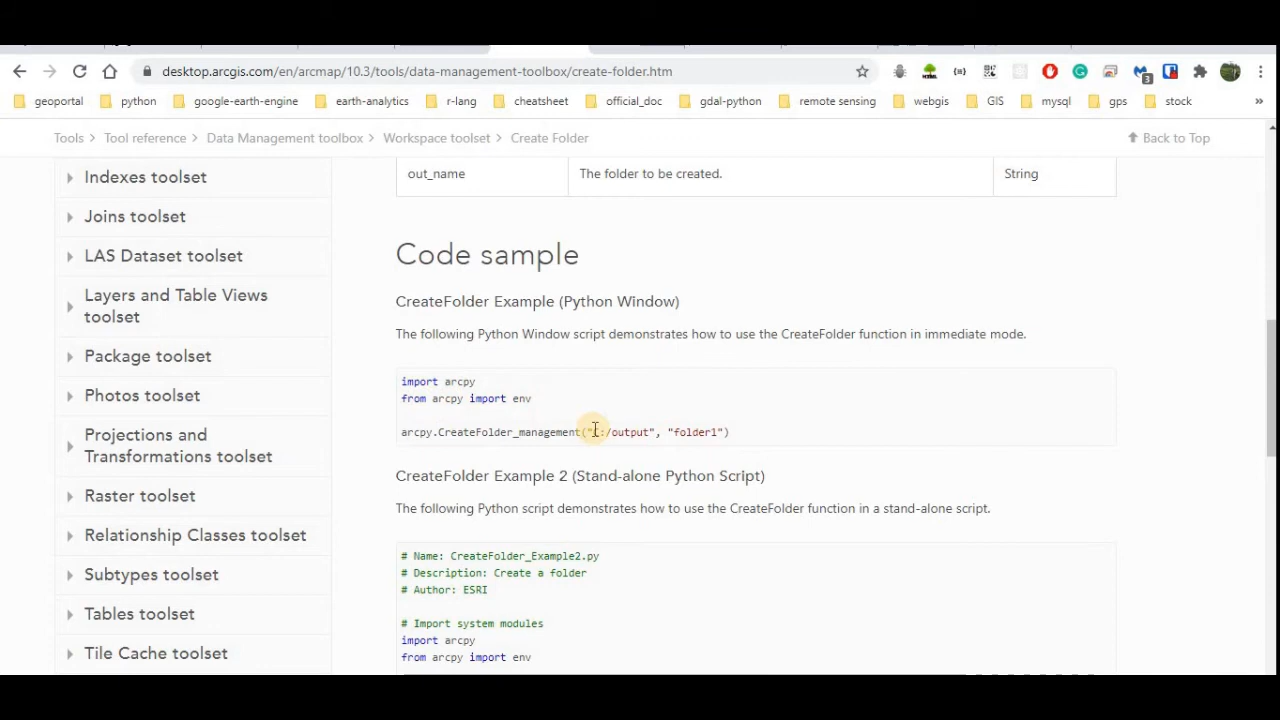 desktop.arcgis.com/en/arcmap/10.3/tools/data-management-toolbox/create-folder.htm
3
geoportal python google-earth-engine earth-analytics r-lang cheatsheet official_doc gdal-python remote sensing webgis GIS mysql gps stock »
Tools > Tool reference > Data Management toolbox > Workspace toolset > Create Folder
Back to Top
Indexes toolset
Joins toolset
LAS Dataset toolset
Layers and Table Views
toolset
Package toolset
Photos toolset
Projections and
Transformations toolset
Raster toolset
Relationship Classes toolset
Subtypes toolset
Tables toolset
Tile Cache toolset
out_name The folder to be created. String
Code sample
CreateFolder Example (Python Window)
The following Python Window script demonstrates how to use the CreateFolder function in immediate mode.
import arcpy
from arcpy import env
arcpy.CreateFolder_management(":/output", "folder1")
CreateFolder Example 2 (Stand-alone Python Script)
The following Python script demonstrates how to use the CreateFolder function in a stand-alone script.
# Name: CreateFolder_Example2.py
# Description: Create a folder
# Author: ESRI
# Import system modules
import arcpy
from arcpy import env